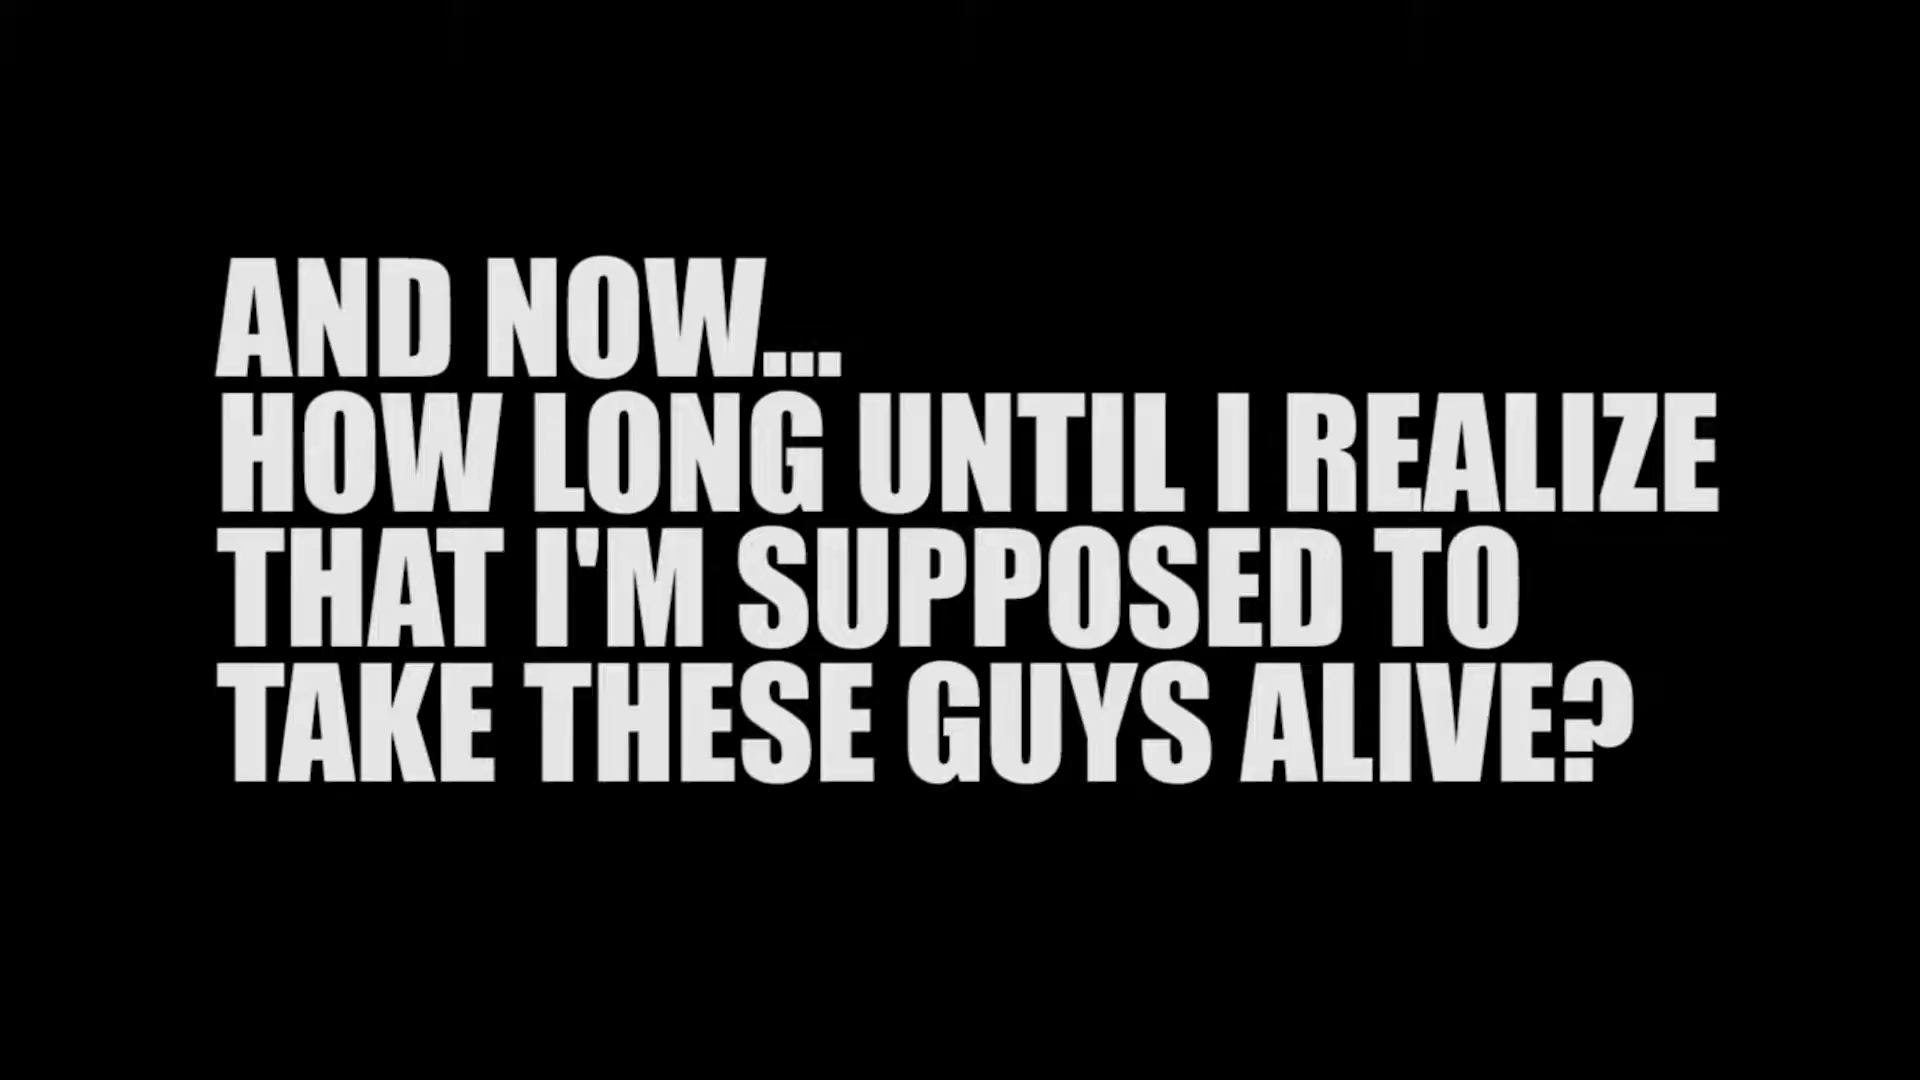 AND NOW...
HOW LONG UNTIL I REALIZE
THAT I'M SUPPOSED TO
TAKE THESE GUYS ALIVE?